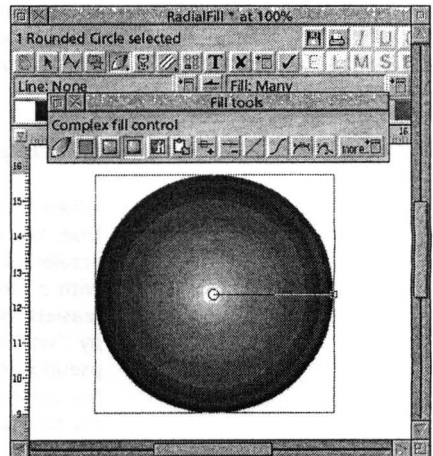 RadialFill * at 100%
1 Rounded Circle selected
I U
T E L M S
Line: None Fill: Many
Fill tools
Complex fill control
more
16
16
15
14
13
12
11
10
9